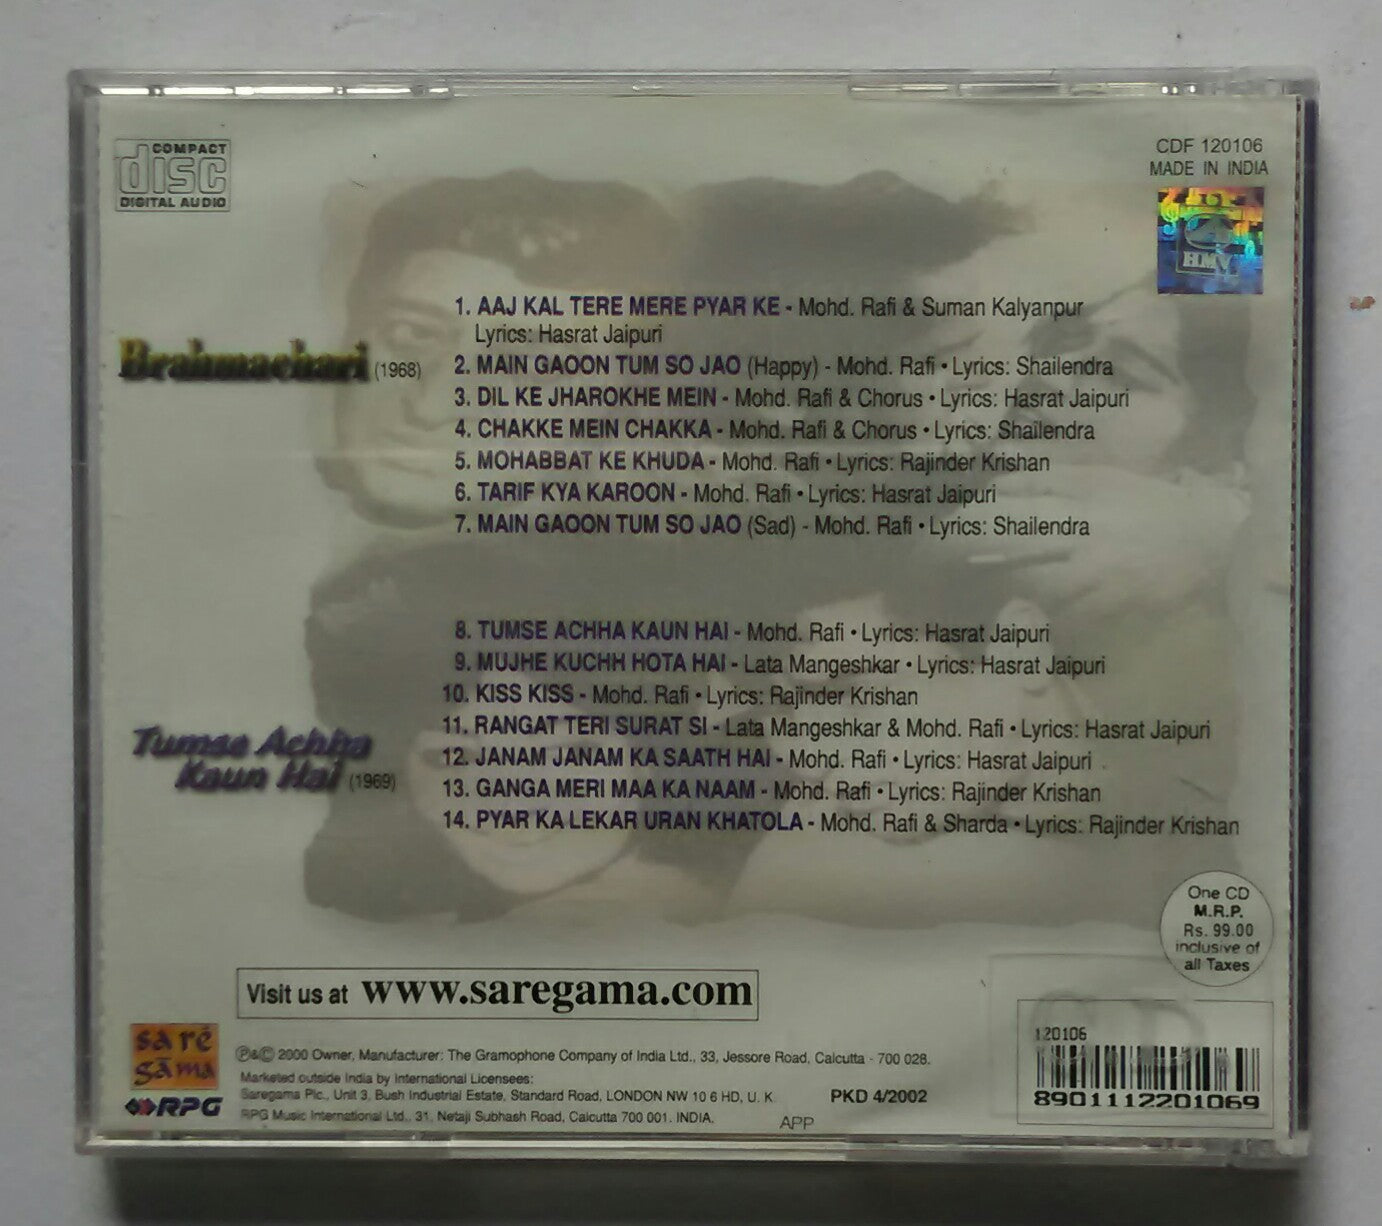 COMPACT
disc
DIGITAL AUDIO
CDF 120106
MADE IN INDIA
HMV
Brahmachari (1968)
1. AAJ KAL TERE MERE PYAR KE - Mohd. Rafi & Suman Kalyanpur
Lyrics: Hasrat Jaipuri
2. MAIN GAOON TUM SO JAO (Happy) - Mohd. Rafi • Lyrics: Shailendra
3. DIL KE JHAROKHE MEIN - Mohd. Rafi & Chorus • Lyrics: Hasrat Jaipuri
4. CHAKKE MEIN CHAKKA - Mohd. Rafi & Chorus • Lyrics: Shailendra
5. MOHABBAT KE KHUDA - Mohd. Rafi • Lyrics: Rajinder Krishan
6. TARIF KYA KAROON - Mohd. Rafi • Lyrics: Hasrat Jaipuri
7. MAIN GAOON TUM SO JAO (Sad) - Mohd. Rafi • Lyrics: Shailendra
Tumse Achha
Kaun Hai (1969)
8. TUMSE ACHHA KAUN HAI - Mohd. Rafi • Lyrics: Hasrat Jaipuri
9. MUJHE KUCHH HOTA HAI - Lata Mangeshkar • Lyrics: Hasrat Jaipuri
10. KISS KISS - Mohd. Rafi • Lyrics: Rajinder Krishan
11. RANGAT TERI SURAT SI - Lata Mangeshkar & Mohd. Rafi • Lyrics: Hasrat Jaipuri
12. JANAM JANAM KA SAATH HAI - Mohd. Rafi • Lyrics: Hasrat Jaipuri
13. GANGA MERI MAA KA NAAM - Mohd. Rafi • Lyrics: Rajinder Krishan
14. PYAR KA LEKAR URAN KHATOLA - Mohd. Rafi & Sharda • Lyrics: Rajinder Krishan
One CD
M.R.P.
Rs. 99.00
inclusive of
all Taxes
Visit us at www.saregama.com
sa re
gama
RPG
℗&© 2000 Owner, Manufacturer: The Gramophone Company of India Ltd., 33, Jessore Road, Calcutta - 700 028.
Marketed outside India by International Licensees:
Saregama Plc., Unit 3, Bush Industrial Estate, Standard Road, LONDON NW 10 6 HD, U. K.
RPG Music International Ltd., 31, Netaji Subhash Road, Calcutta 700 001. INDIA.
PKD 4/2002
APP
120106
8901112201069